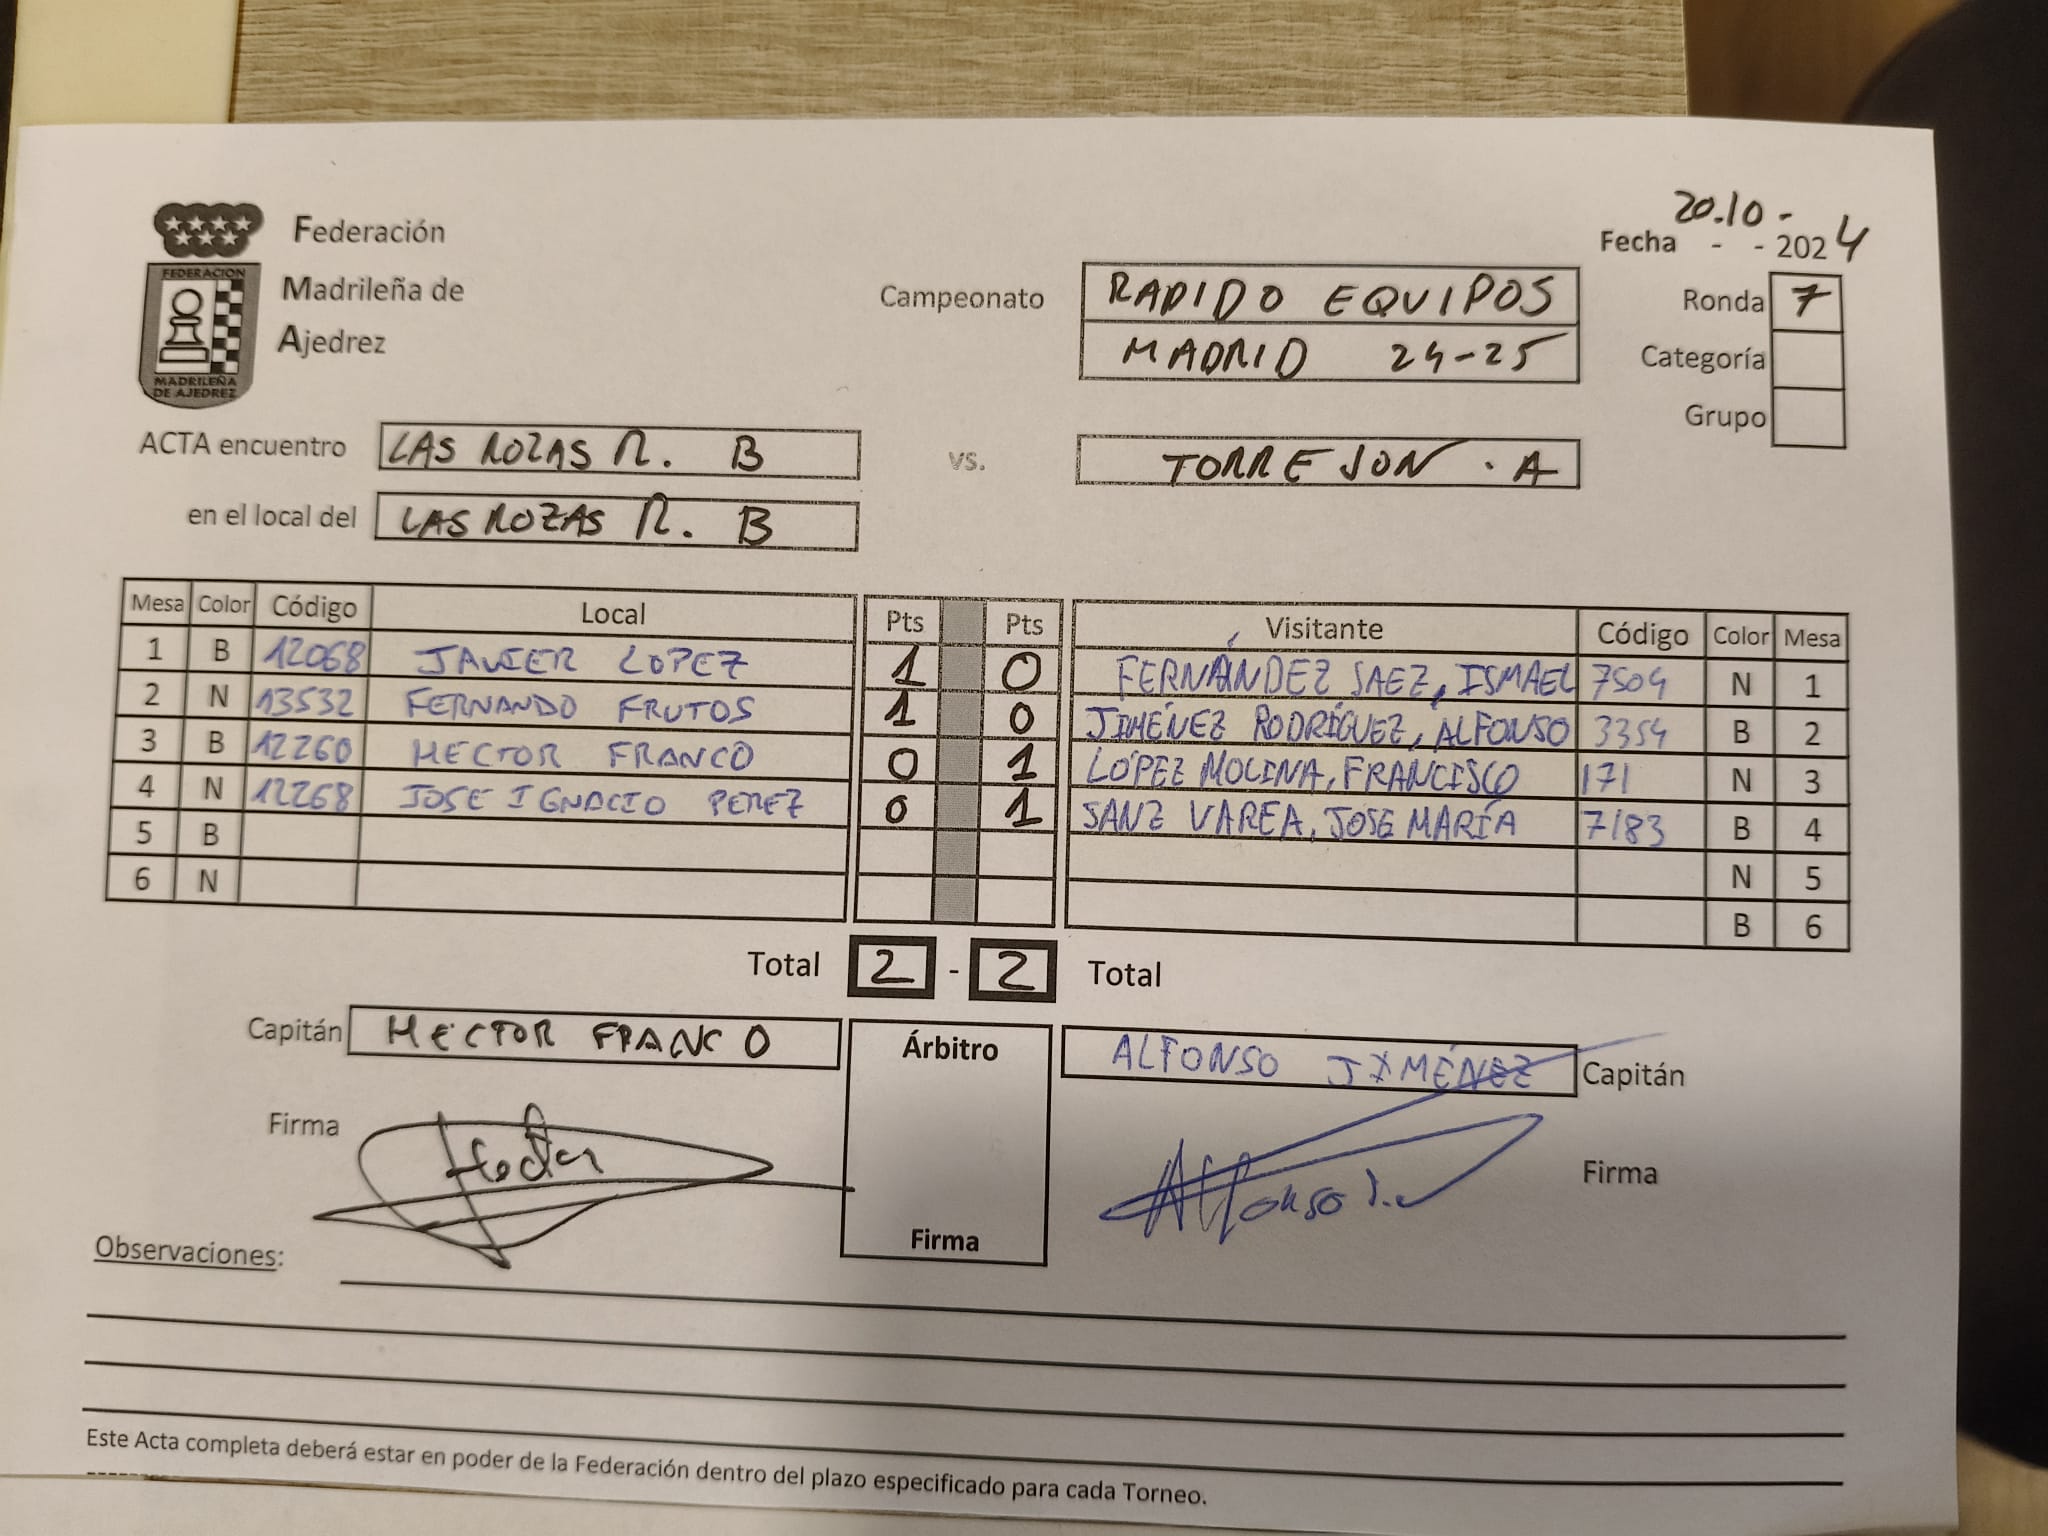 Federación
Madrileña de
Ajedrez
FEDERACION
MADRILEÑA
DE AJEDREZ
20.10-
Fecha - - 2024
Campeonato RAPIDO EQUIPOS
MADRID 24-25
Ronda 7
Categoría
Grupo
ACTA encuentro LAS ROZAS R. B vs. TORREJON . A
en el local del LAS ROZAS R. B
Mesa Color Código Local Pts Pts Visitante Código Color Mesa
1 B 12068 JAVIER LOPEZ 1 0 FERNÁNDEZ SAEZ, ISMAEL 7504 N 1
2 N 13532 FERNANDO FRUTOS 1 0 JIMÉNEZ RODRÍGUEZ, ALFONSO 3354 B 2
3 B 12260 HECTOR FRANCO 0 1 LÓPEZ MOLINA, FRANCISCO 171 N 3
4 N 12268 JOSE IGNACIO PEREZ 0 1 SANZ VAREA, JOSE MARÍA 7183 B 4
5 B N 5
6 N B 6
Total 2 - 2 Total
Capitán HECTOR FRANCO Árbitro ALFONSO JIMÉNEZ Capitán
Firma Hector Firma Alfonso J. Firma
Observaciones:
Este Acta completa deberá estar en poder de la Federación dentro del plazo especificado para cada Torneo.